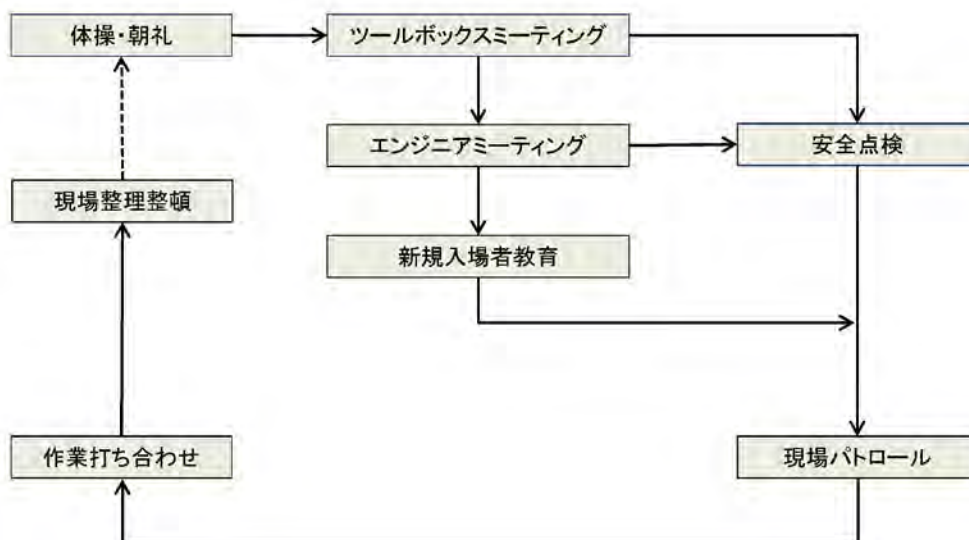 体操・朝礼
ツールボックスミーティング
エンジニアミーティング
安全点検
現場整理整頓
新規入場者教育
作業打ち合わせ
現場パトロール